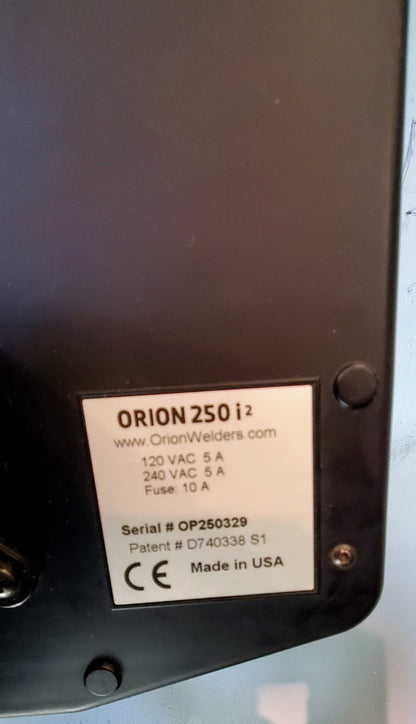 ORION 250 i²
www.OrionWelders.com
120 VAC 5 A
240 VAC 5 A
Fuse: 10 A
Serial # OP250329
Patent # D740338 S1
CE Made in USA